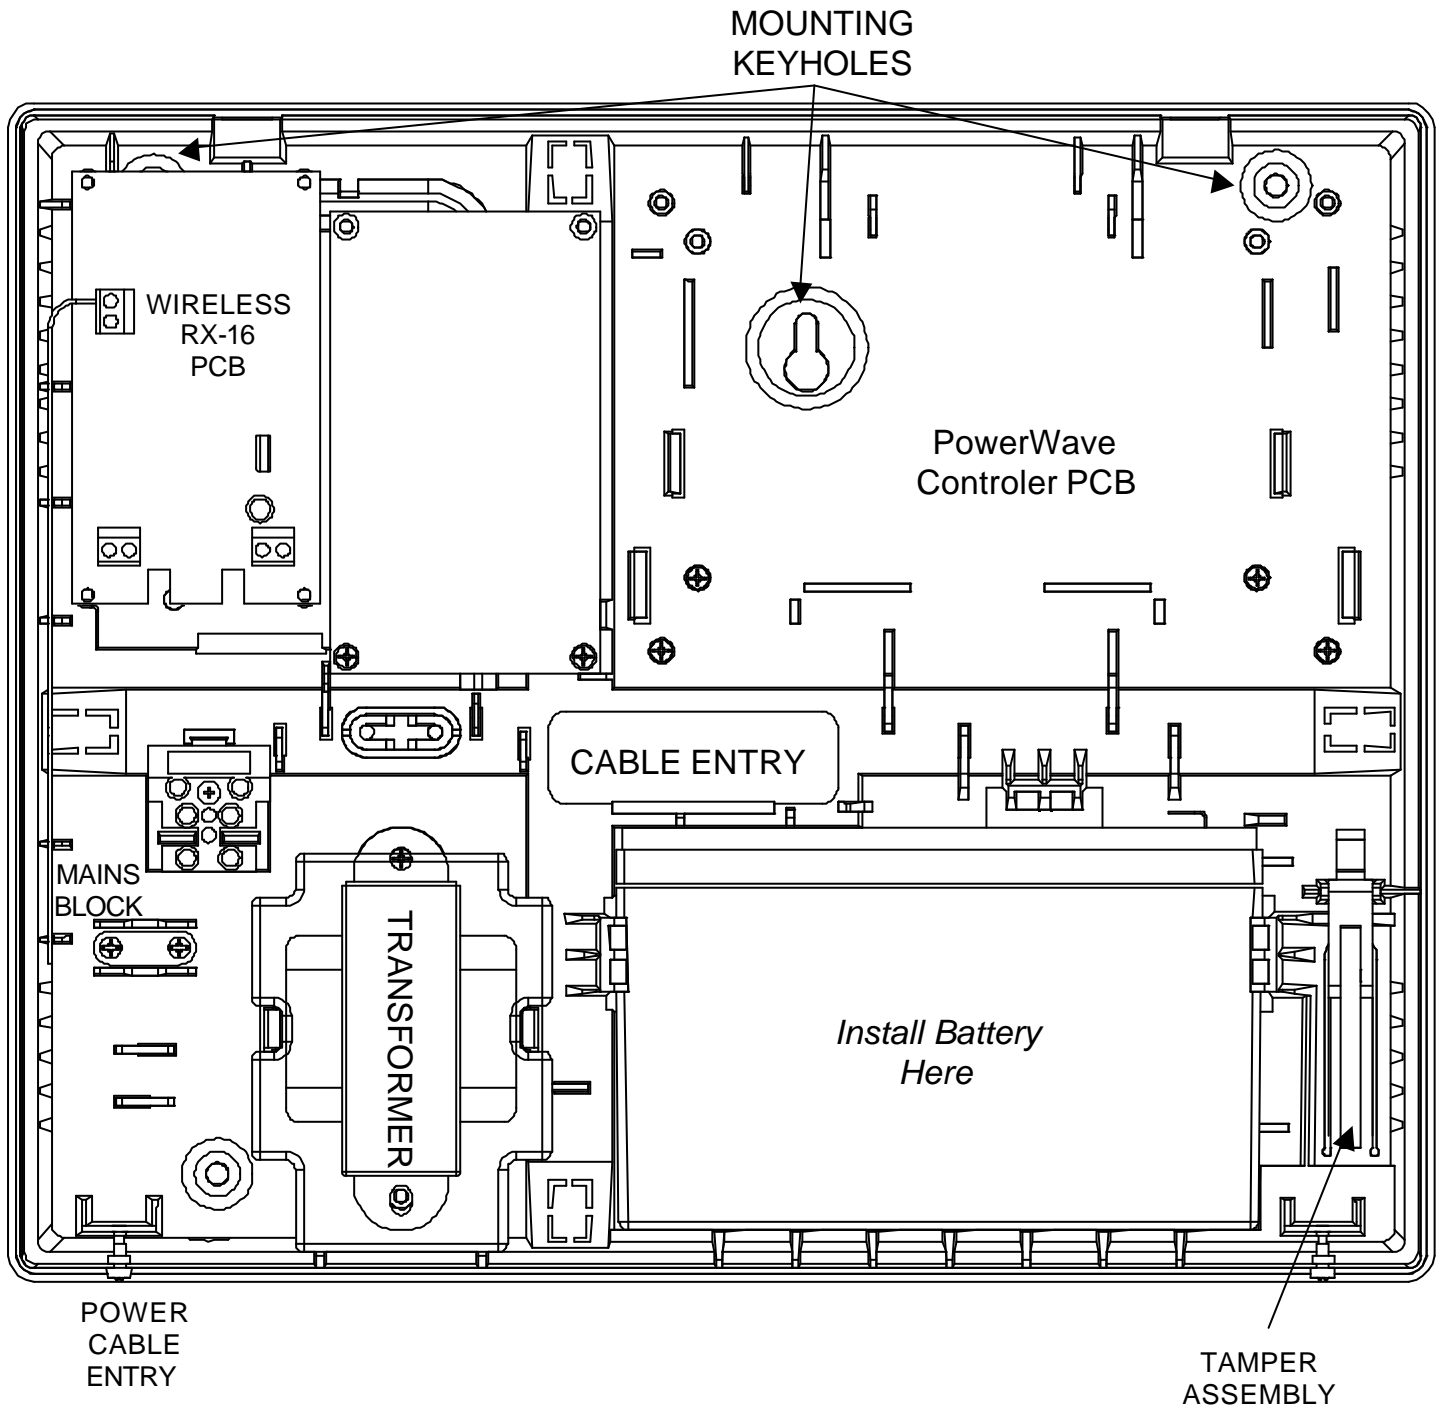 MOUNTING
KEYHOLES
WIRELESS
RX-16
PCB
PowerWave
Controler PCB
CABLE ENTRY
MAINS
BLOCK
TRANSFORMER
Install Battery
Here
POWER
CABLE
ENTRY
TAMPER
ASSEMBLY